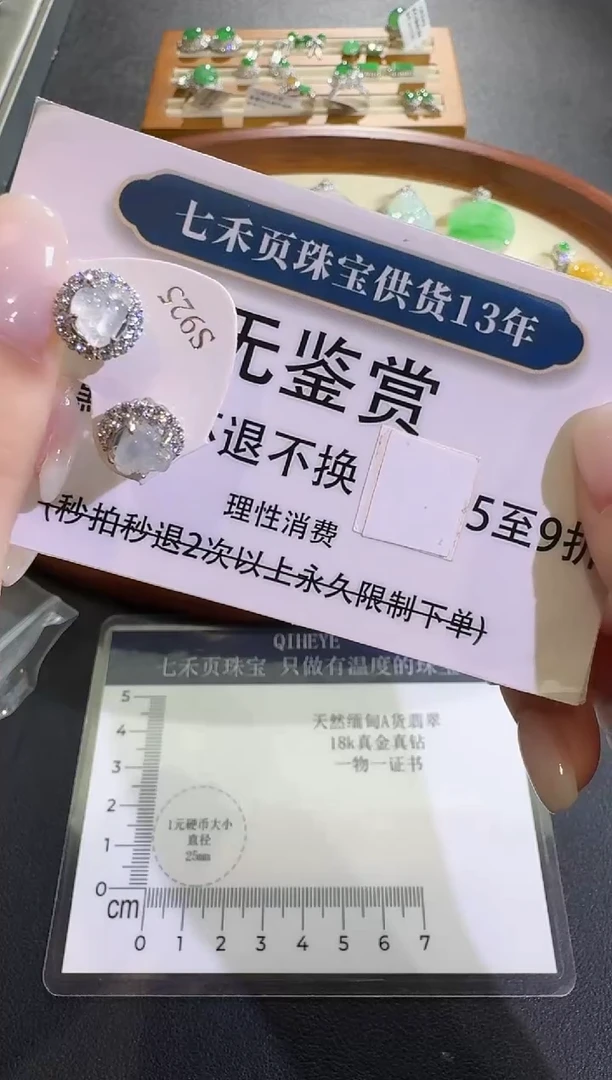 七禾页珠宝供货13年
S925
无鉴赏
不退不换
5至9折
理性消费
(秒拍秒退2次以上永久限制下单)
QIHEYE
七禾页珠宝 只做有温度的珠宝
天然缅甸A货翡翠
18k真金真钻
一物一证书
5
4
3
2
1
0
1元硬币大小
直径
25mm
cm
0 1 2 3 4 5 6 7